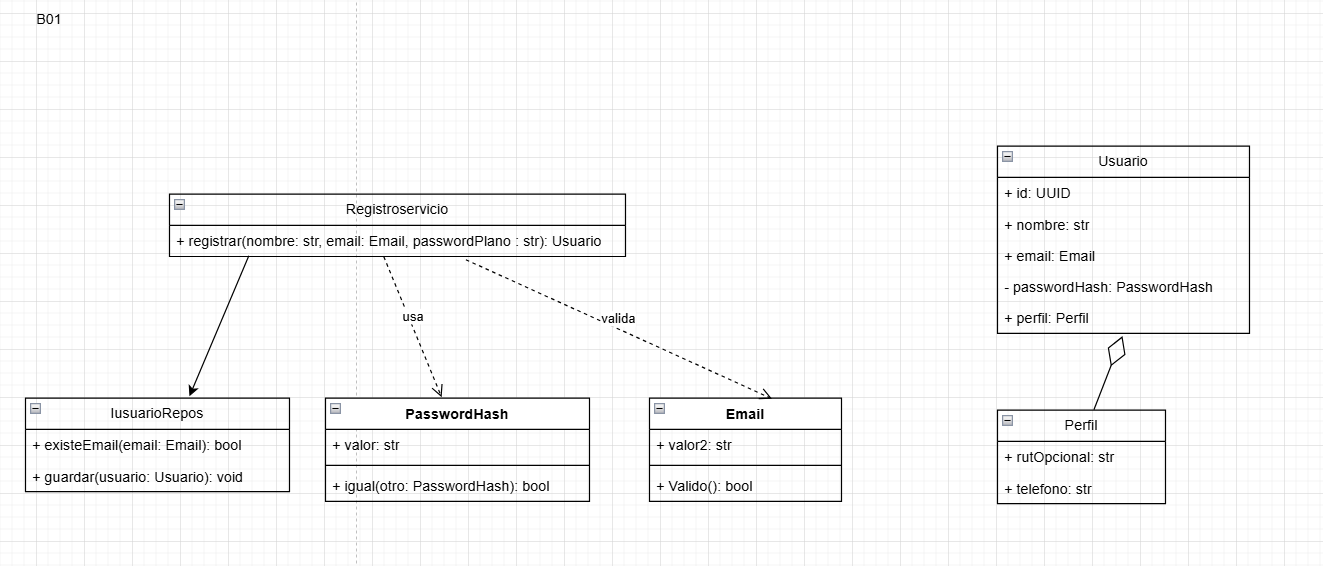 B01
Usuario
+ id: UUID
+ nombre: str
+ email: Email
- passwordHash: PasswordHash
+ perfil: Perfil
Registroservicio
+ registrar(nombre: str, email: Email, passwordPlano : str): Usuario
usa
valida
IusuarioRepos
+ existeEmail(email: Email): bool
+ guardar(usuario: Usuario): void
PasswordHash
+ valor: str
+ igual(otro: PasswordHash): bool
Email
+ valor2: str
+ Valido(): bool
Perfil
+ rutOpcional: str
+ telefono: str